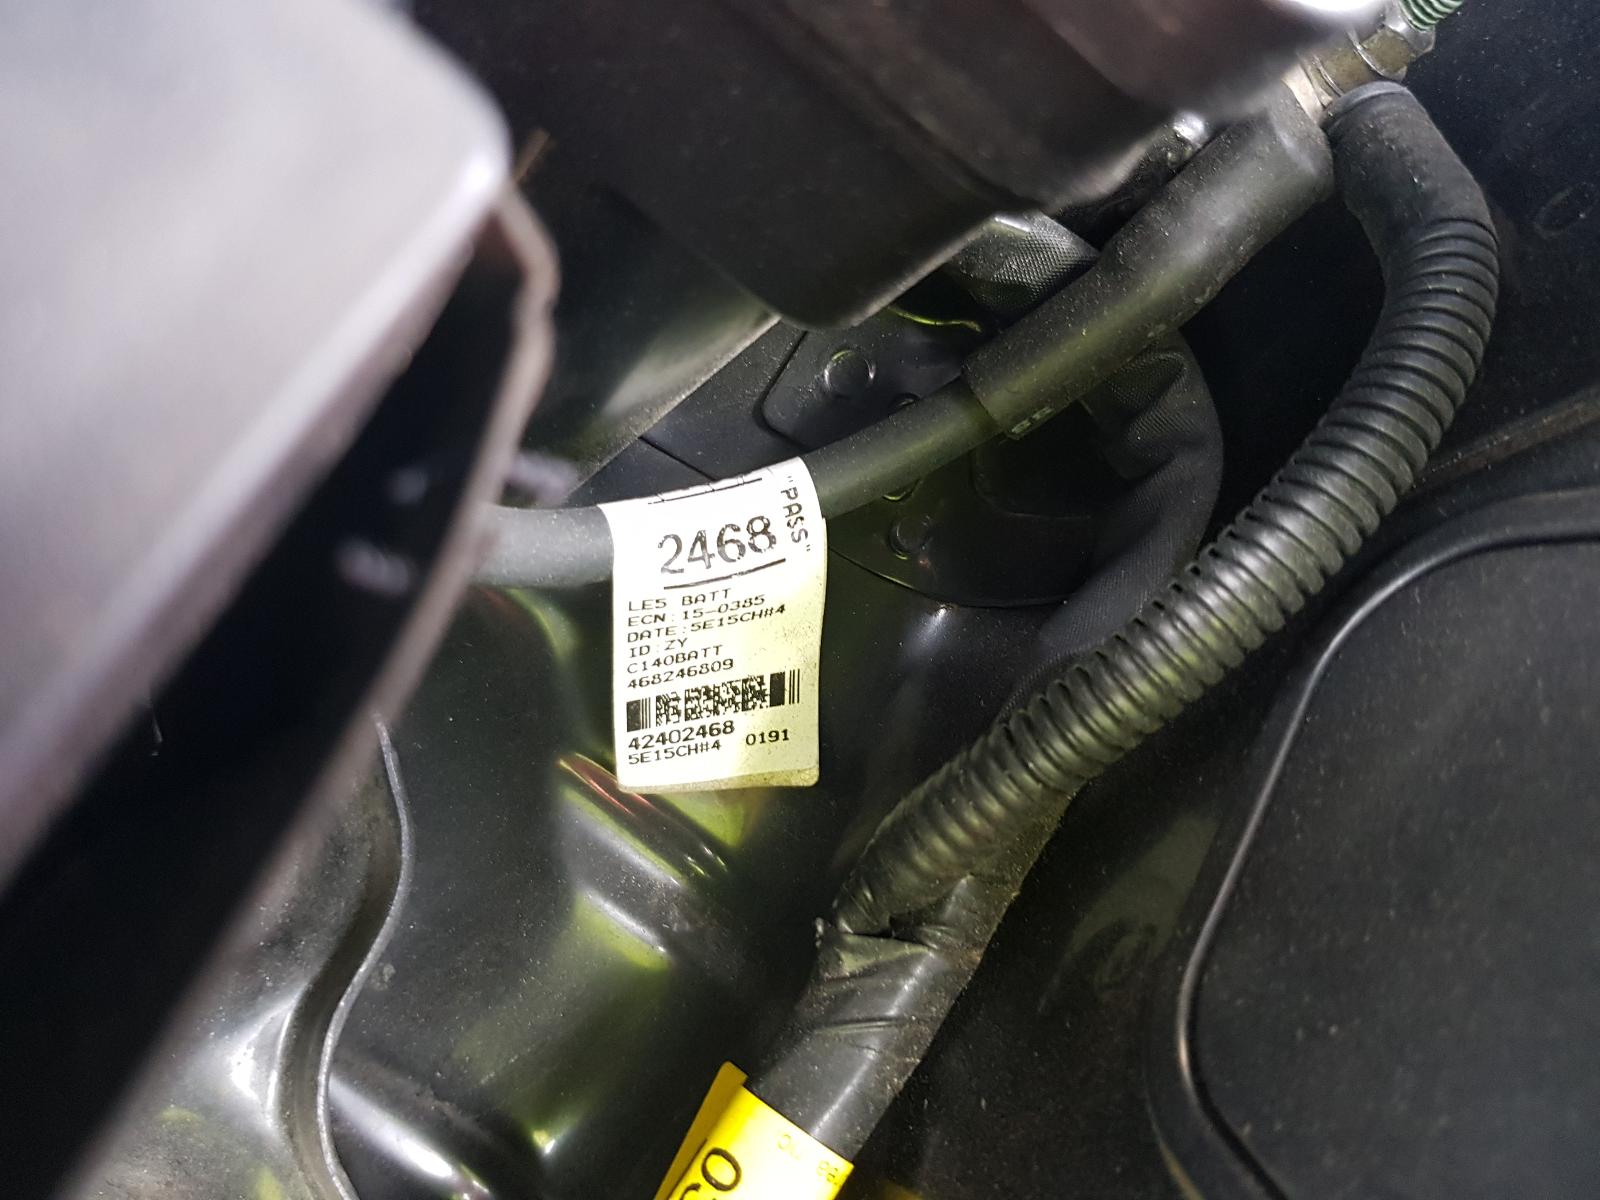 "PASS"
2468
LE5 BATT
ECN:15-0385
DATE:5E15CH#4
ID:ZY
C140BATT
468246809
42402468
5E15CH#4 0191